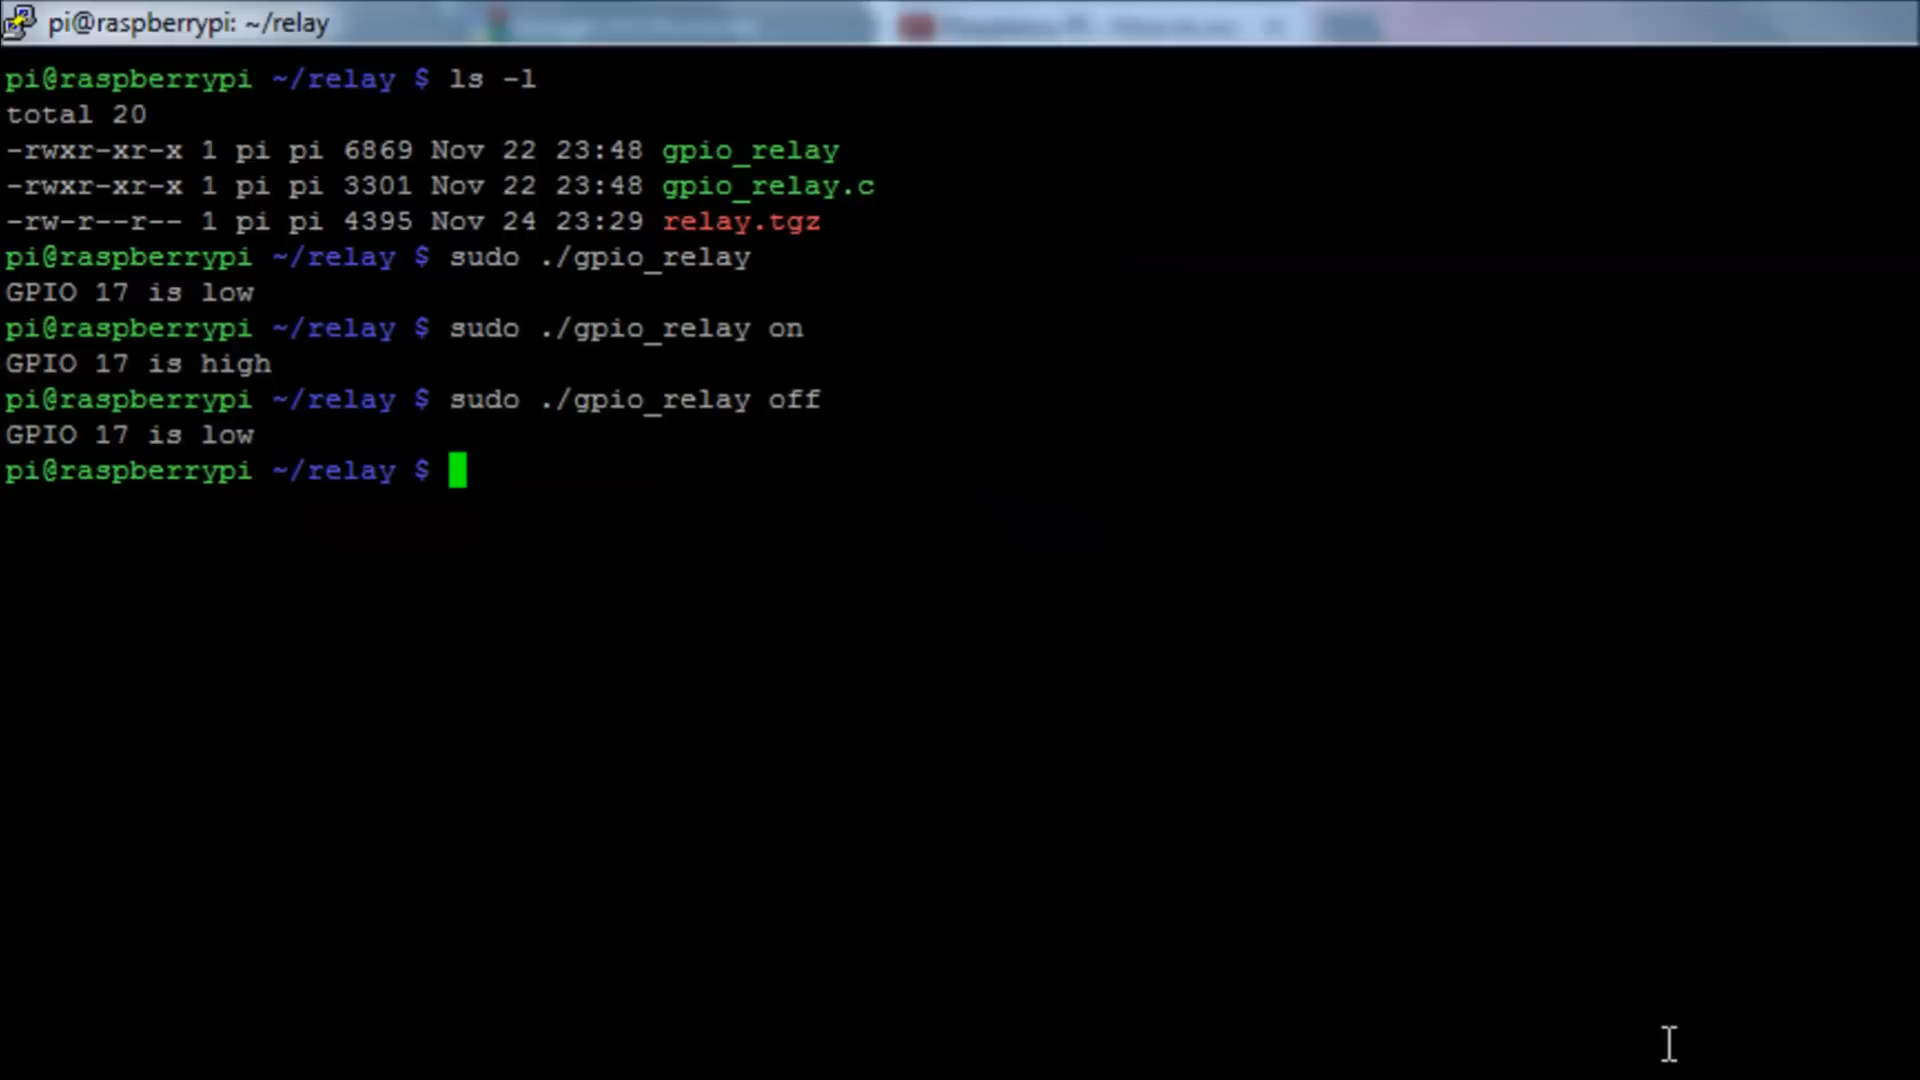 pi@raspberrypi: ~/relay
pi@raspberrypi ~/relay $ ls -l
total 20
-rwxr-xr-x 1 pi pi 6869 Nov 22 23:48 gpio_relay
-rwxr-xr-x 1 pi pi 3301 Nov 22 23:48 gpio_relay.c
-rw-r--r-- 1 pi pi 4395 Nov 24 23:29 relay.tgz
pi@raspberrypi ~/relay $ sudo ./gpio_relay
GPIO 17 is low
pi@raspberrypi ~/relay $ sudo ./gpio_relay on
GPIO 17 is high
pi@raspberrypi ~/relay $ sudo ./gpio_relay off
GPIO 17 is low
pi@raspberrypi ~/relay $